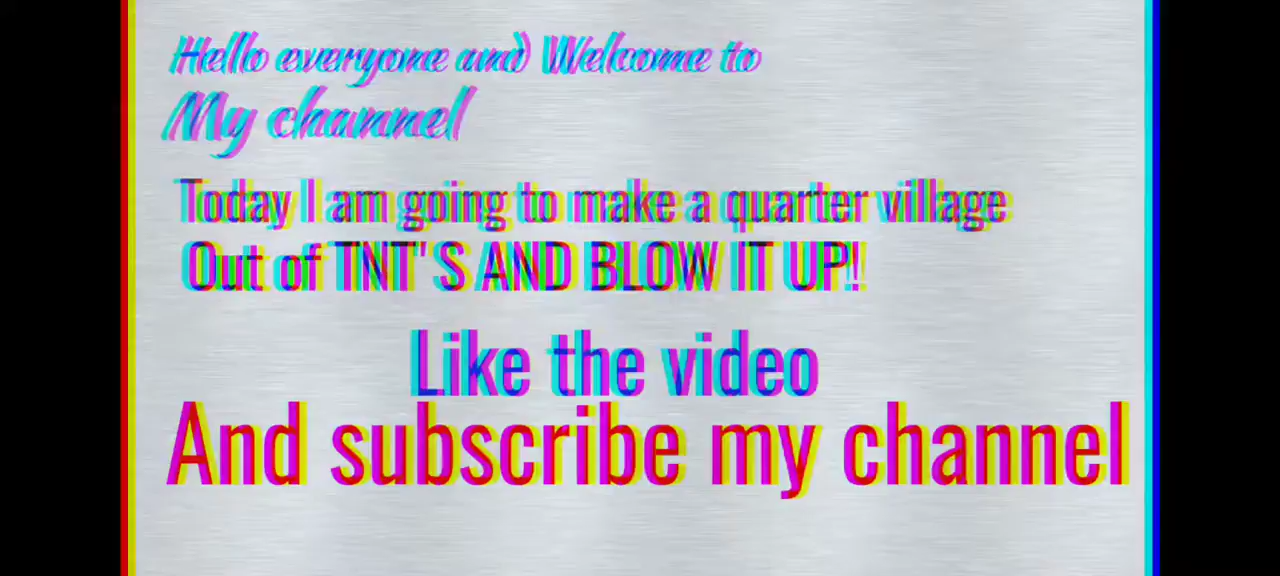 Hello everyone and Welcome to
My channel
Today I am going to make a quarter village
Out of TNT"S AND BLOW IT UP!!
Like the video
And subscribe my channel